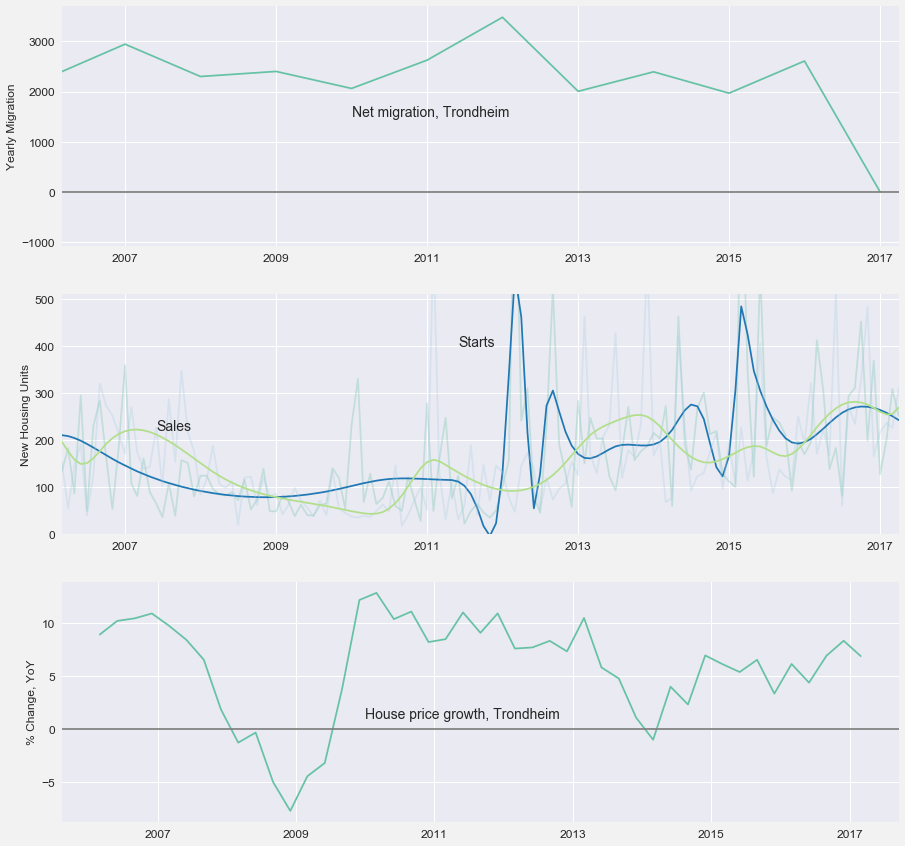 3000
2000
1000
0
−1000
Yearly Migration
Net migration, Trondheim
2007 2009 2011 2013 2015 2017
500
400
300
200
100
0
New Housing Units
Starts
Sales
2007 2009 2011 2013 2015 2017
10
5
0
−5
% Change, YoY
House price growth, Trondheim
2007 2009 2011 2013 2015 2017